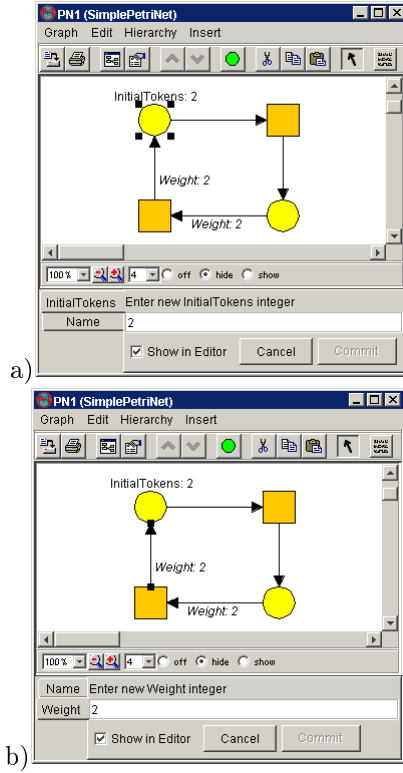 PN1 (SimplePetriNet)
Graph Edit Hierarchy Insert
InitialTokens: 2
Weight: 2
Weight: 2
100 % 4 off hide show
InitialTokens Enter new InitialTokens integer
Name 2
Show in Editor Cancel Commit
a)
PN1 (SimplePetriNet)
Graph Edit Hierarchy Insert
InitialTokens: 2
Weight: 2
Weight: 2
100 % 4 off hide show
Name Enter new Weight integer
Weight 2
Show in Editor Cancel Commit
b)